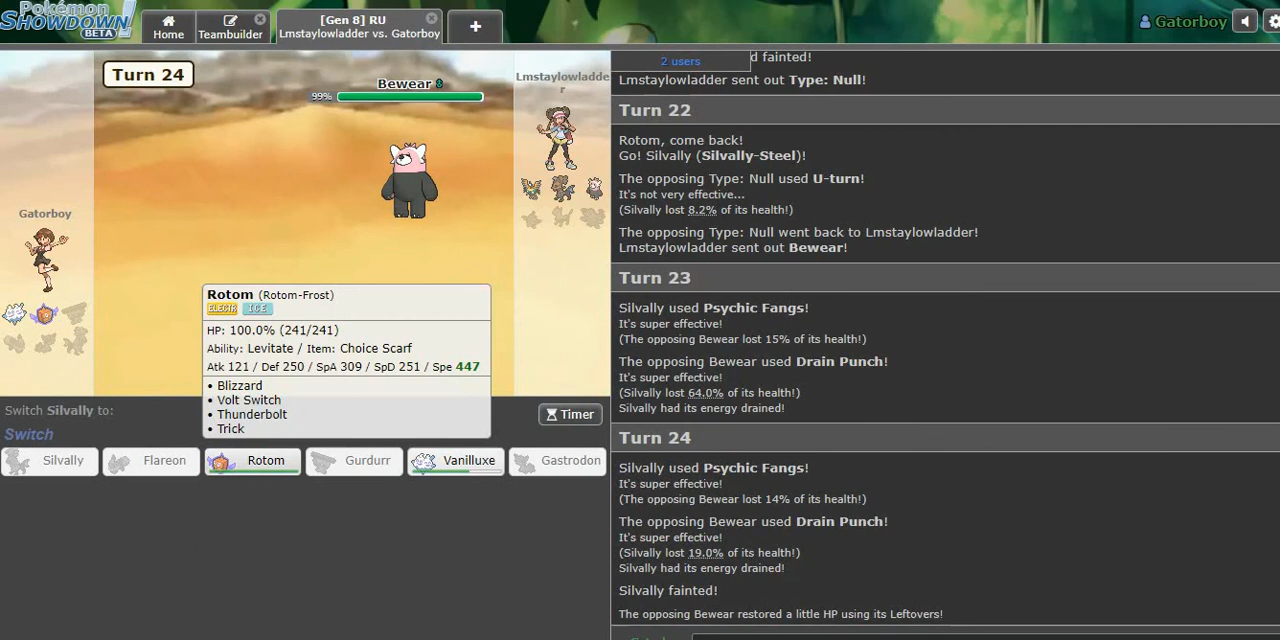 Pokémon
SHOWDOWN!
BETA
Home
Teambuilder
[Gen 8] RU
Lmstaylowladder vs. Gatorboy
+
Gatorboy
Turn 24
Bewear
99%
Lmstaylowladde
r
Gatorboy
Rotom (Rotom-Frost)
ELECTR ICE
HP: 100.0% (241/241)
Ability: Levitate / Item: Choice Scarf
Atk 121 / Def 250 / SpA 309 / SpD 251 / Spe 447
• Blizzard
• Volt Switch
• Thunderbolt
• Trick
Switch Silvally to:
Timer
Switch
Silvally
Flareon
Rotom
Gurdurr
Vanilluxe
Gastrodon
2 users
d fainted!
Lmstaylowladder sent out Type: Null!
Turn 22
Rotom, come back!
Go! Silvally (Silvally-Steel)!
The opposing Type: Null used U-turn!
It's not very effective...
(Silvally lost 8.2% of its health!)
The opposing Type: Null went back to Lmstaylowladder!
Lmstaylowladder sent out Bewear!
Turn 23
Silvally used Psychic Fangs!
It's super effective!
(The opposing Bewear lost 15% of its health!)
The opposing Bewear used Drain Punch!
It's super effective!
(Silvally lost 64.0% of its health!)
Silvally had its energy drained!
Turn 24
Silvally used Psychic Fangs!
It's super effective!
(The opposing Bewear lost 14% of its health!)
The opposing Bewear used Drain Punch!
It's super effective!
(Silvally lost 19.0% of its health!)
Silvally had its energy drained!
Silvally fainted!
The opposing Bewear restored a little HP using its Leftovers!